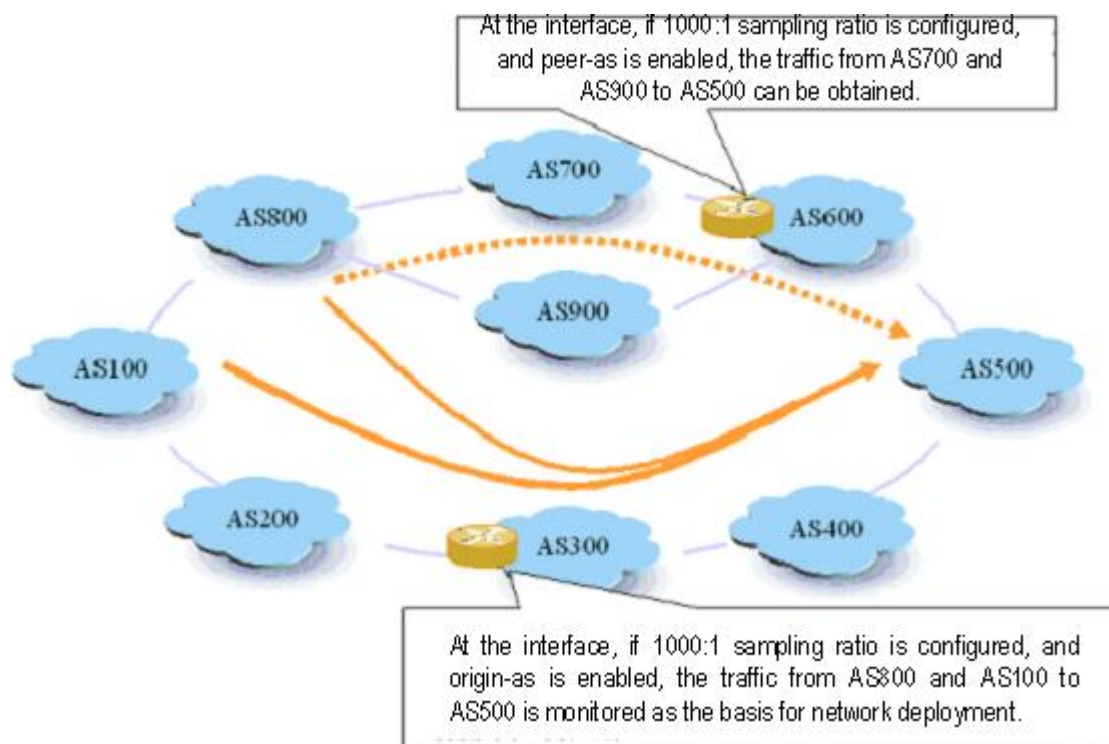 At the interface, if 1000:1 sampling ratio is configured,
and peer-as is enabled, the traffic from AS700 and
AS900 to AS500 can be obtained.
AS700
AS800
AS600
AS900
AS100
AS500
AS200
AS300
AS400
At the interface, if 1000:1 sampling ratio is configured, and
origin-as is enabled, the traffic from AS800 and AS100 to
AS500 is monitored as the basis for network deployment.